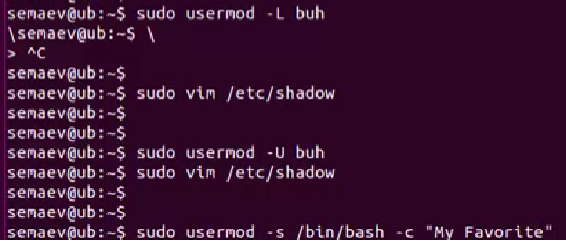 semaev@ub:~$ sudo usermod -L buh
\semaev@ub:~$ \
> ^C
semaev@ub:~$
semaev@ub:~$ sudo vim /etc/shadow
semaev@ub:~$
semaev@ub:~$
semaev@ub:~$ sudo usermod -U buh
semaev@ub:~$ sudo vim /etc/shadow
semaev@ub:~$
semaev@ub:~$
semaev@ub:~$ sudo usermod -s /bin/bash -c "My Favorite"